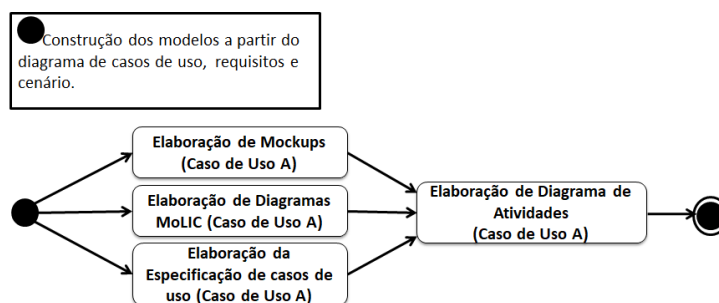 Construção dos modelos a partir do
diagrama de casos de uso, requisitos e
cenário.
Elaboração de Mockups
(Caso de Uso A)
Elaboração de Diagramas
MoLIC (Caso de Uso A)
Elaboração da
Especificação de casos de
uso (Caso de Uso A)
Elaboração de Diagrama de
Atividades
(Caso de Uso A)